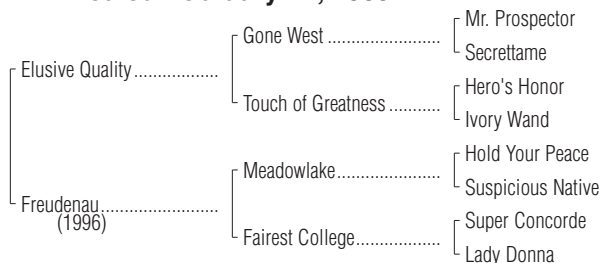 Gone West
Mr. Prospector
Secrettame
Elusive Quality
Touch of Greatness
Hero's Honor
Ivory Wand
Meadowlake
Hold Your Peace
Suspicious Native
Freudenau
(1996)
Fairest College
Super Concorde
Lady Donna